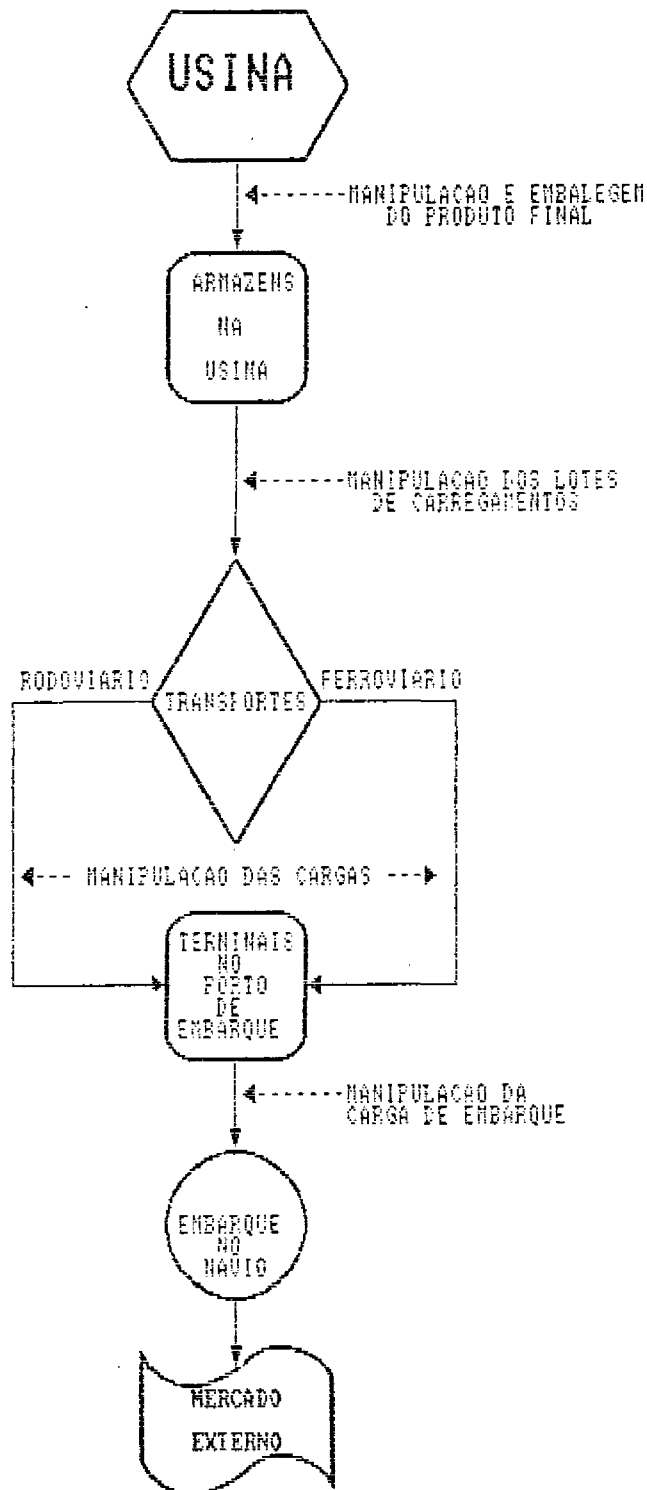 USINA
MANIPULACAO E EMBALEGEM
DO PRODUTO FINAL
ARMAZENS
NA
USINA
MANIPULACAO DOS LOTES
DE CARREGAMENTOS
RODOVIARIO
TRANSPORTES
FERROVIARIO
MANIPULACAO DAS CARGAS
TERMINAIS
NO
PORTO
DE
EMBARQUE
MANIPULACAO DA
CARGA DE EMBARQUE
EMBARQUE
NO
NAVIO
MERCADO
EXTERNO